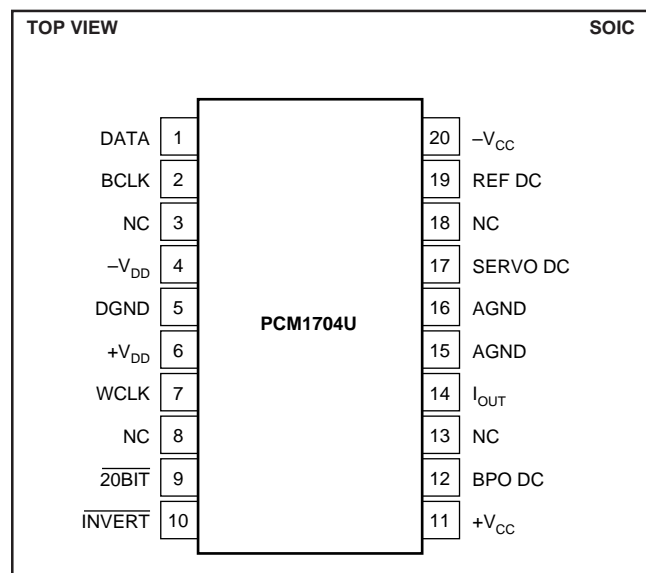 TOP VIEW SOIC
DATA 1 20 –VCC
BCLK 2 19 REF DC
NC 3 18 NC
–VDD 4 17 SERVO DC
DGND 5 16 AGND
PCM1704U
+VDD 6 15 AGND
WCLK 7 14 IOUT
NC 8 13 NC
20BIT 9 12 BPO DC
INVERT 10 11 +VCC